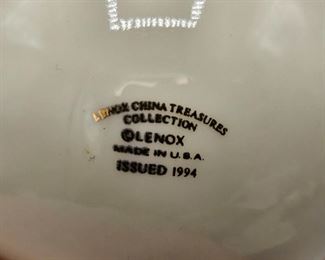 LENOX CHINA TREASURES
COLLECTION
©LENOX
MADE IN U.S.A.
ISSUED 1994